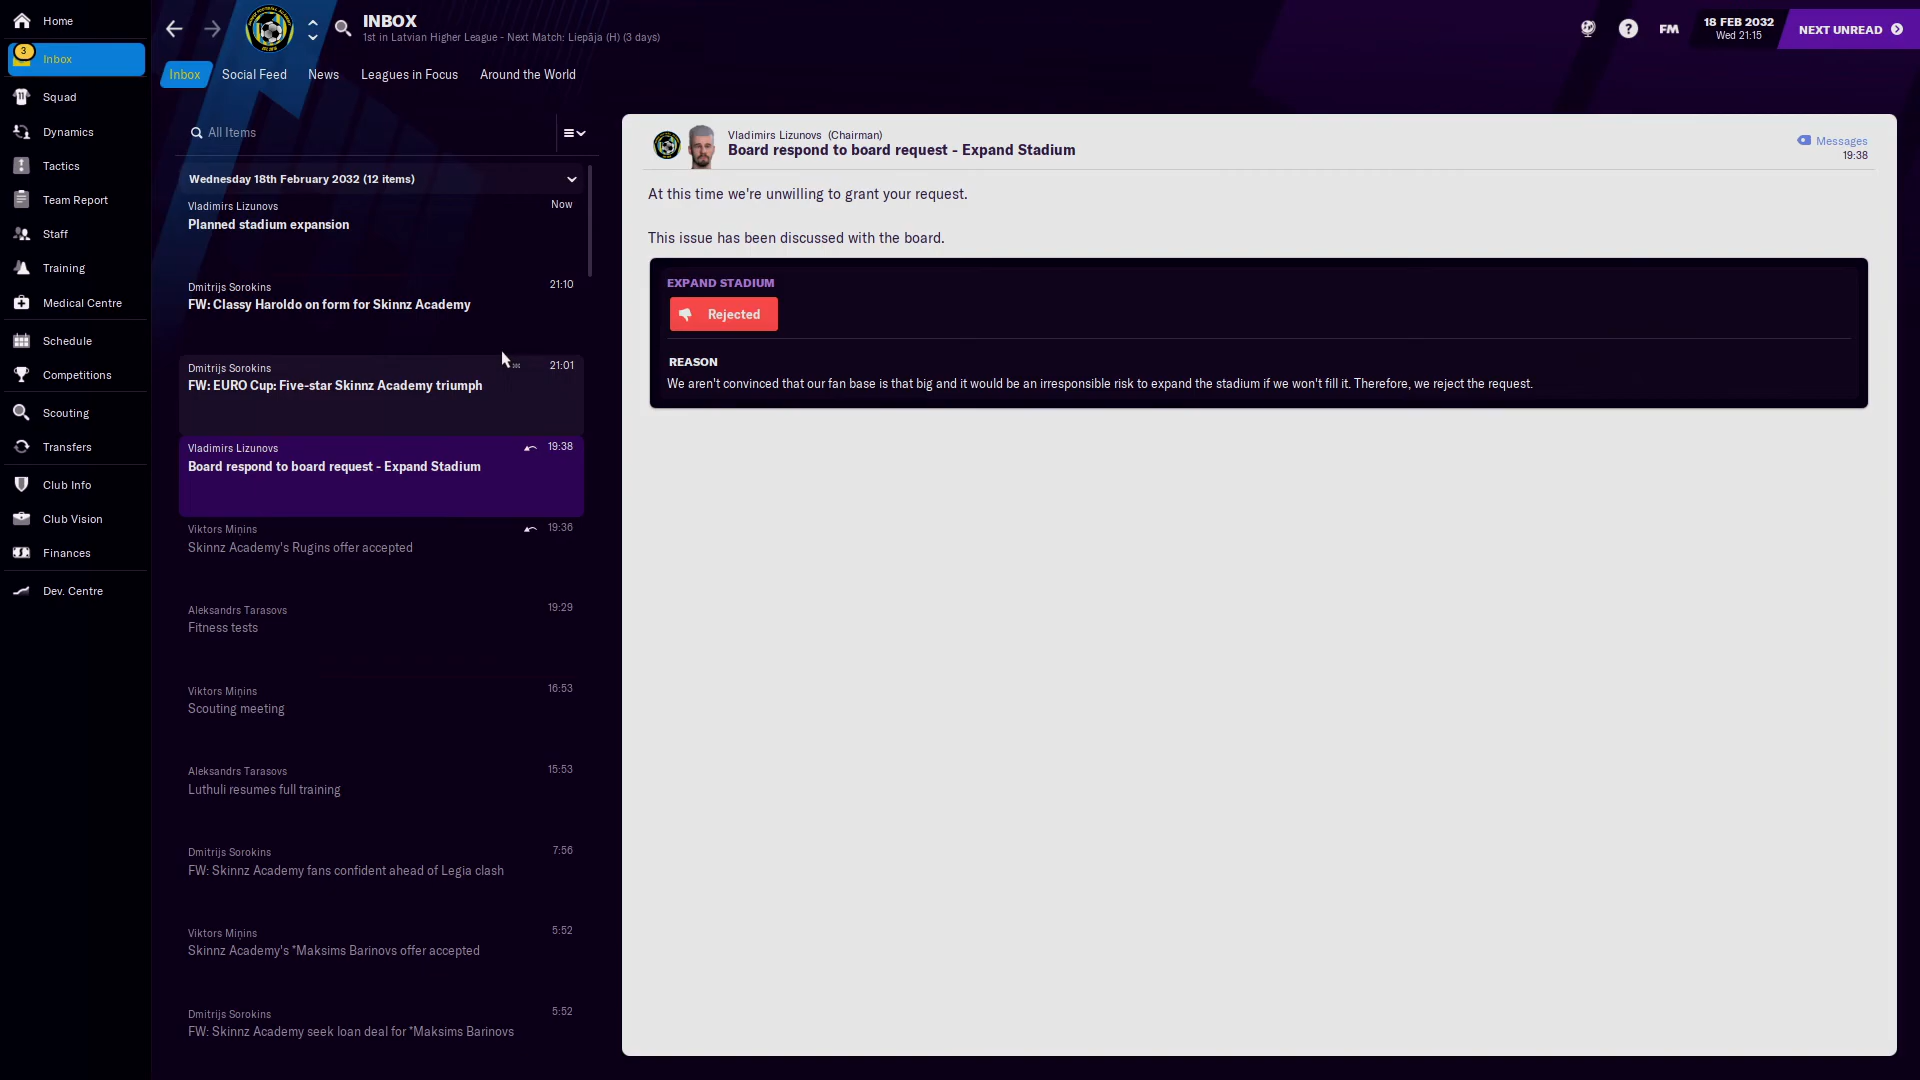 Home
3
Inbox
Squad
Dynamics
Tactics
Team Report
Staff
Training
Medical Centre
Schedule
Competitions
Scouting
Transfers
Club Info
Club Vision
Finances
Dev. Centre
INBOX
1st in Latvian Higher League - Next Match: Liepāja (H) (3 days)
FM
18 FEB 2032
Wed 21:15
NEXT UNREAD
Inbox
Social Feed
News
Leagues in Focus
Around the World
All Items
Wednesday 18th February 2032 (12 items)
Vladimirs Lizunovs
Now
Planned stadium expansion
Dmitrijs Sorokins
21:10
FW: Classy Haroldo on form for Skinnz Academy
Dmitrijs Sorokins
21:01
FW: EURO Cup: Five-star Skinnz Academy triumph
Vladimirs Lizunovs
19:38
Board respond to board request - Expand Stadium
Viktors Miņins
19:36
Skinnz Academy's Rugins offer accepted
Aleksandrs Tarasovs
19:29
Fitness tests
Viktors Miņins
16:53
Scouting meeting
Aleksandrs Tarasovs
15:53
Luthuli resumes full training
Dmitrijs Sorokins
7:56
FW: Skinnz Academy fans confident ahead of Legia clash
Viktors Miņins
5:52
Skinnz Academy's *Maksims Barinovs offer accepted
Dmitrijs Sorokins
5:52
FW: Skinnz Academy seek loan deal for *Maksims Barinovs
Vladimirs Lizunovs (Chairman)
Board respond to board request - Expand Stadium
Messages
19:38
At this time we're unwilling to grant your request.
This issue has been discussed with the board.
EXPAND STADIUM
Rejected
REASON
We aren't convinced that our fan base is that big and it would be an irresponsible risk to expand the stadium if we won't fill it. Therefore, we reject the request.